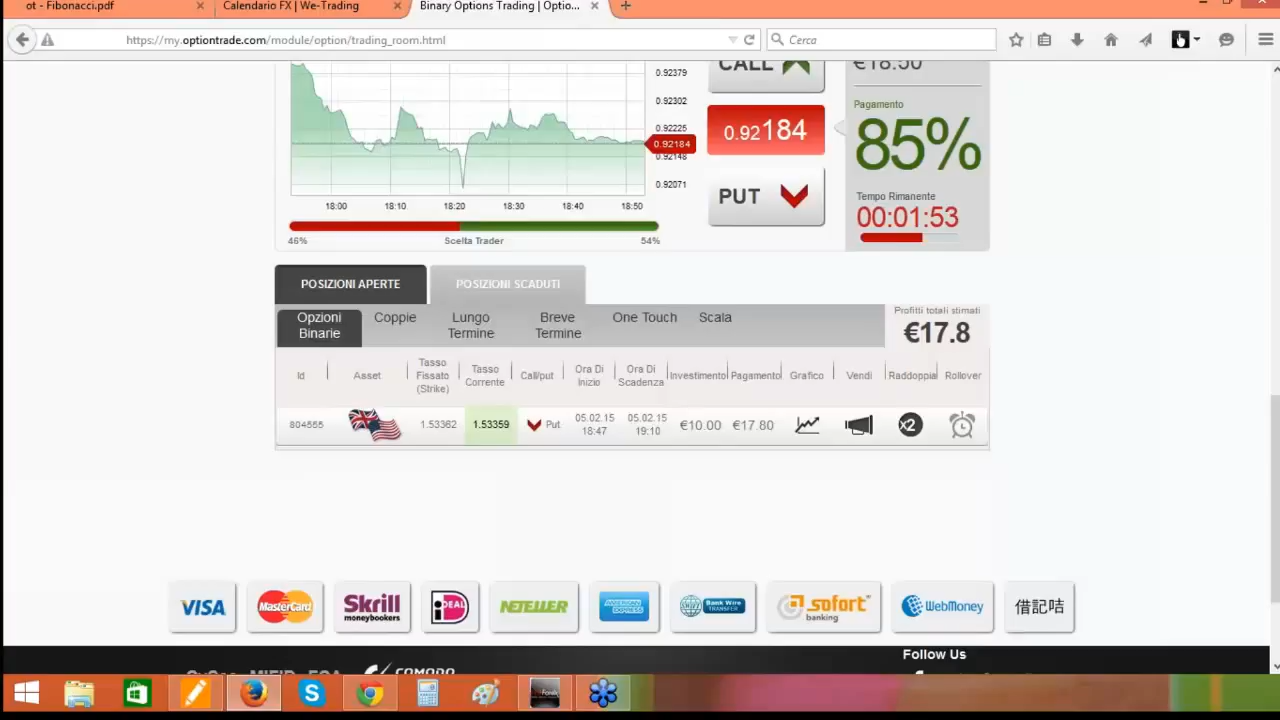 ot - Fibonacci.pdf
Calendario FX | We-Trading
Binary Options Trading | Optio...
https://my.optiontrade.com/module/option/trading_room.html
Cerca
0.92379
0.92302
0.92225
0.92184
0.92148
0.92071
18:00 18:10 18:20 18:30 18:40 18:50
46% Scelta Trader 54%
CALL
0.92184
PUT
€18.50
Pagamento
85%
Tempo Rimanente
00:01:53
POSIZIONI APERTE
POSIZIONI SCADUTI
Opzioni Binarie
Coppie
Lungo Termine
Breve Termine
One Touch
Scala
Profitti totali stimati
€17.8
Id
Asset
Tasso Fissato (Strike)
Tasso Corrente
Call/put
Ora Di Inizio
Ora Di Scadenza
Investimento
Pagamento
Grafico
Vendi
Raddoppia
Rollover
804555
1.53362
1.53359
Put
05.02.15 18:47
05.02.15 19:10
€10.00
€17.80
x2
VISA
MasterCard
Skrill
moneybookers
iDEAL
NETELLER
AMERICAN EXPRESS
Bank Wire
TRANSFER
sofort
banking
WebMoney
借記咭
Follow Us
COMODO